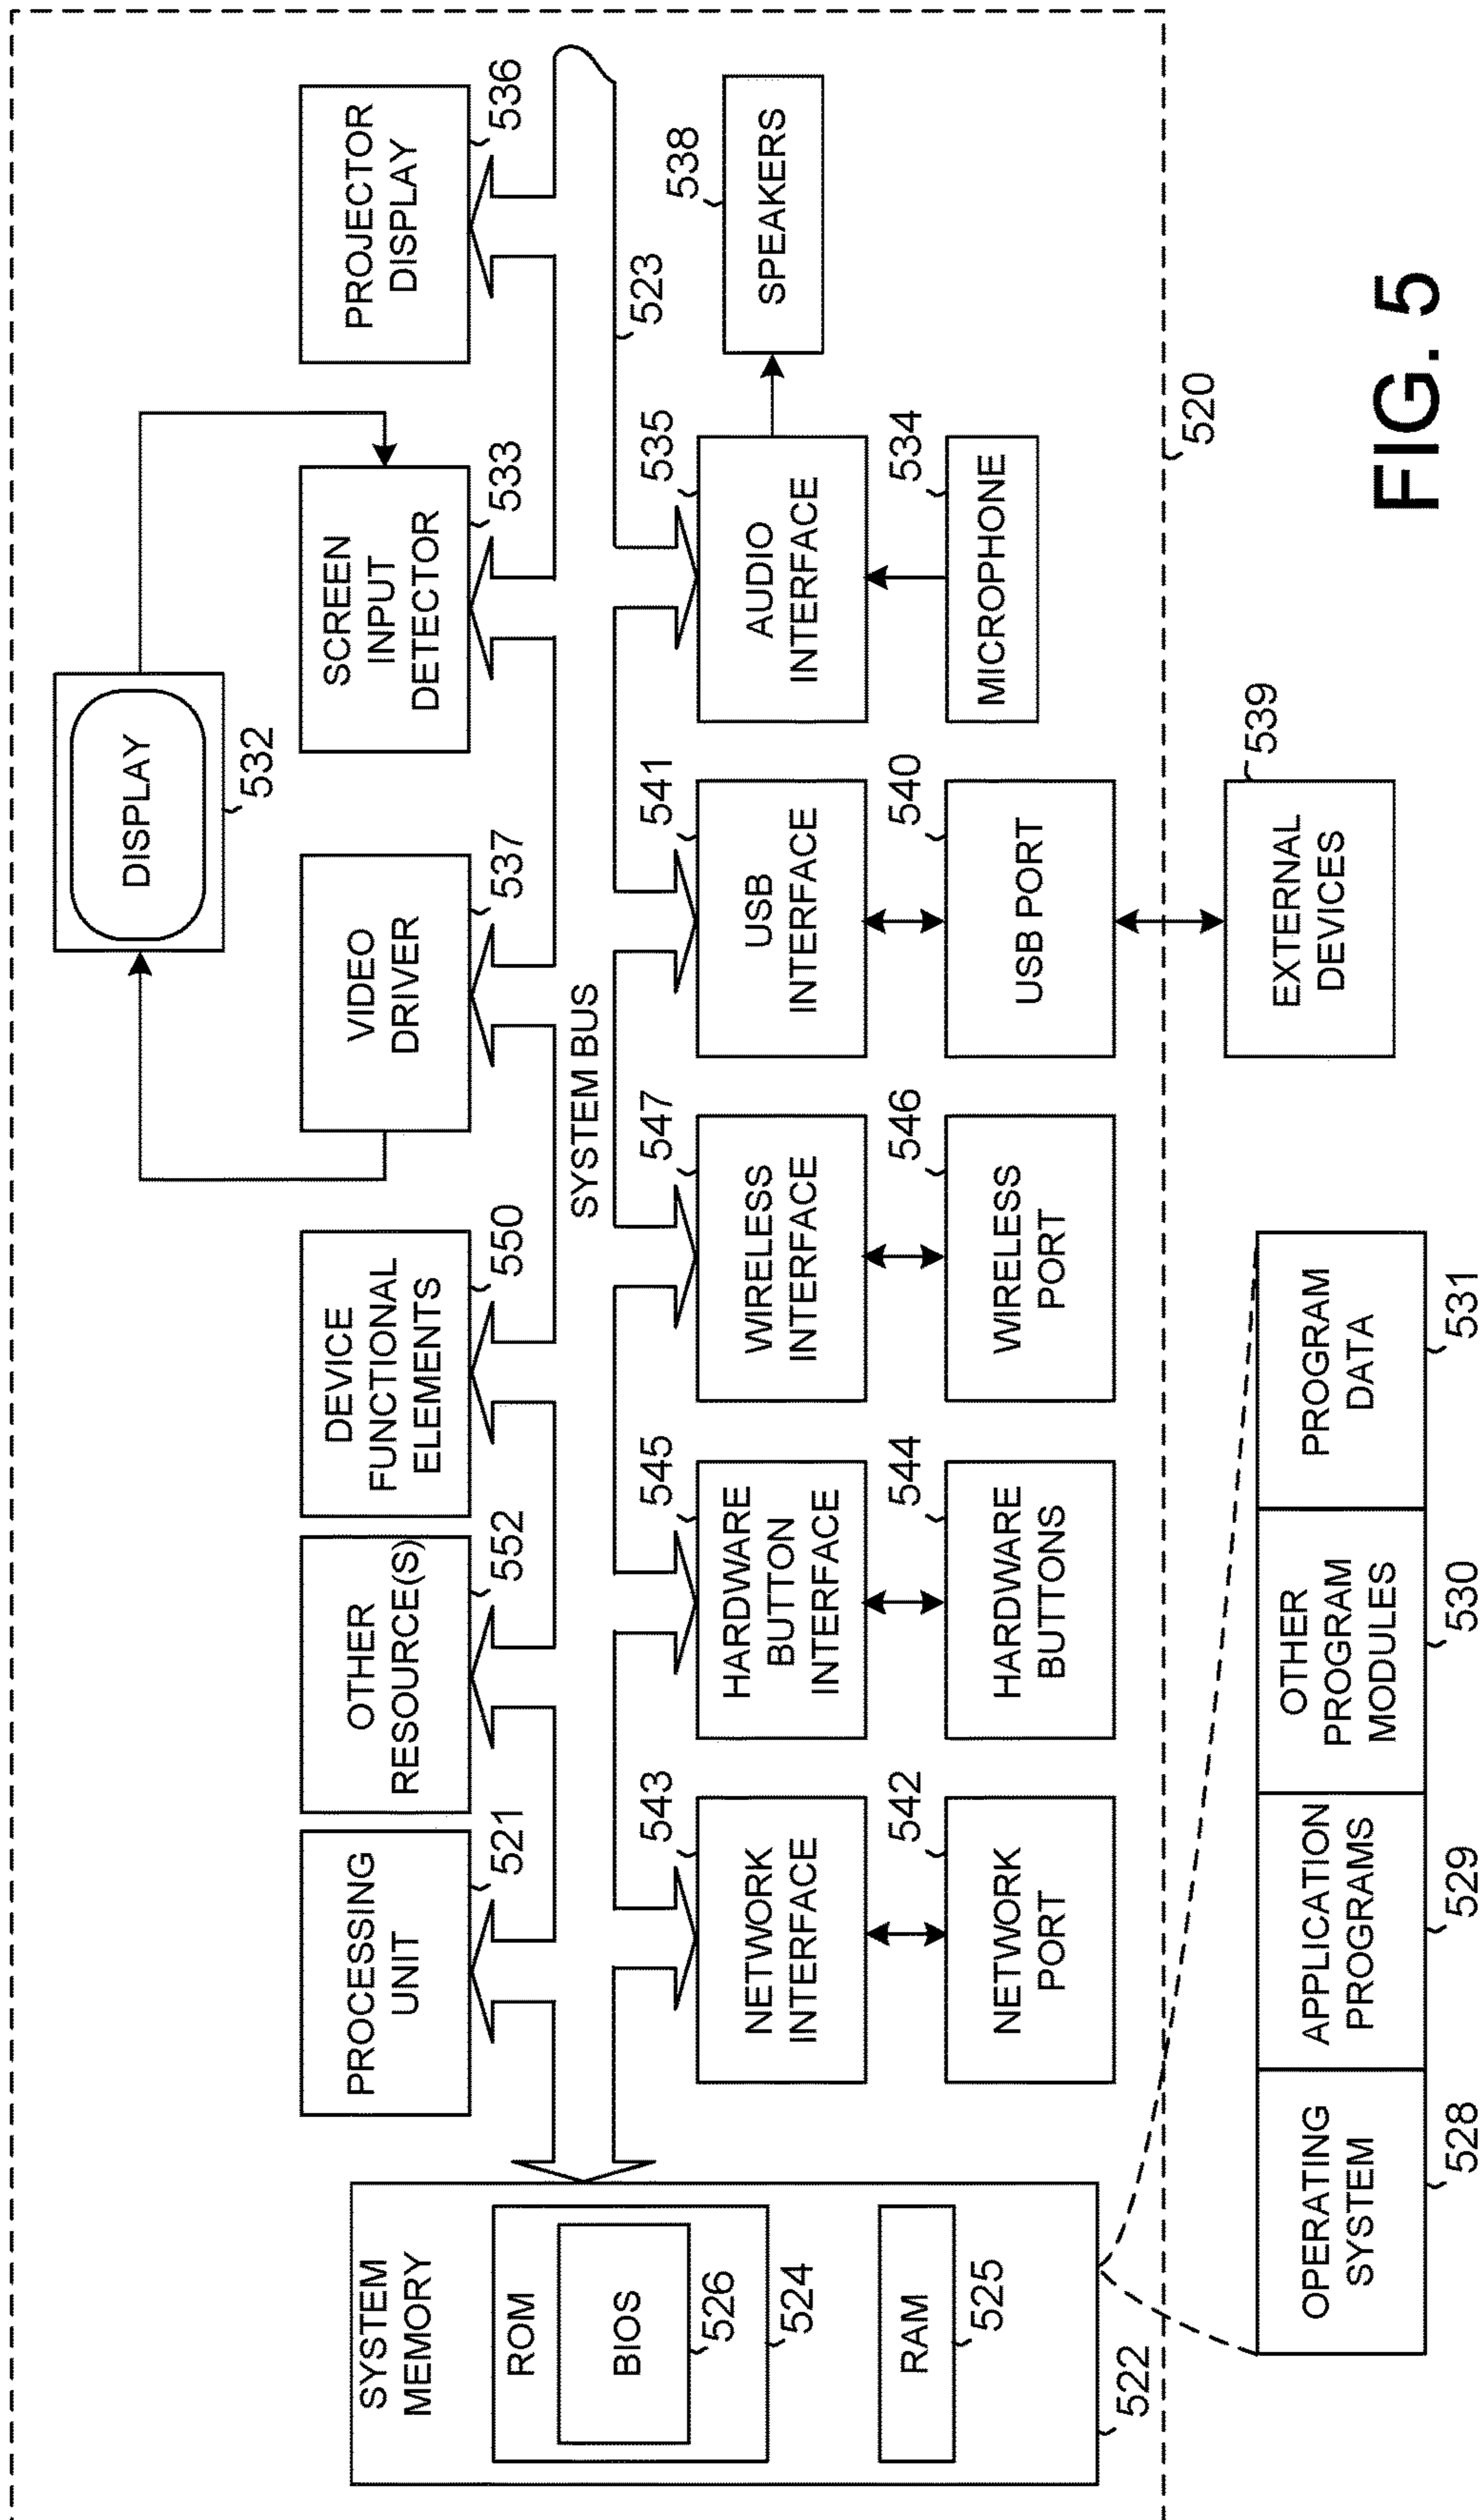 DISPLAY
532
PROCESSING
UNIT
521
OTHER
RESOURCE(S)
552
DEVICE
FUNCTIONAL
ELEMENTS
550
VIDEO
DRIVER
537
SCREEN
INPUT
DETECTOR
533
PROJECTOR
DISPLAY
536
SYSTEM
MEMORY
ROM
BIOS
526
524
RAM
525
522
SYSTEM BUS
523
NETWORK
INTERFACE
543
HARDWARE
BUTTON
INTERFACE
545
WIRELESS
INTERFACE
547
USB
INTERFACE
541
AUDIO
INTERFACE
535
SPEAKERS
538
NETWORK
PORT
542
HARDWARE
BUTTONS
544
WIRELESS
PORT
546
USB PORT
540
MICROPHONE
534
520
OPERATING
SYSTEM
528
APPLICATION
PROGRAMS
529
OTHER
PROGRAM
MODULES
530
PROGRAM
DATA
531
EXTERNAL
DEVICES
539
FIG. 5